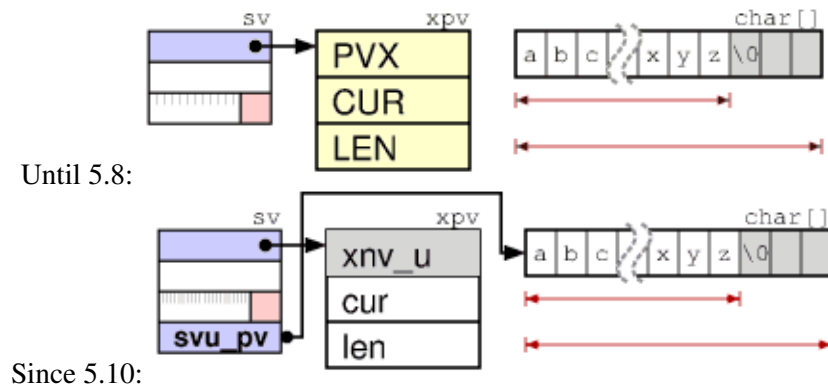 sv xpv char[]
PVX a b c x y z \0
CUR
LEN
Until 5.8:
sv xpv char[]
xnv_u a b c x y z \0
cur
svu_pv len
Since 5.10: